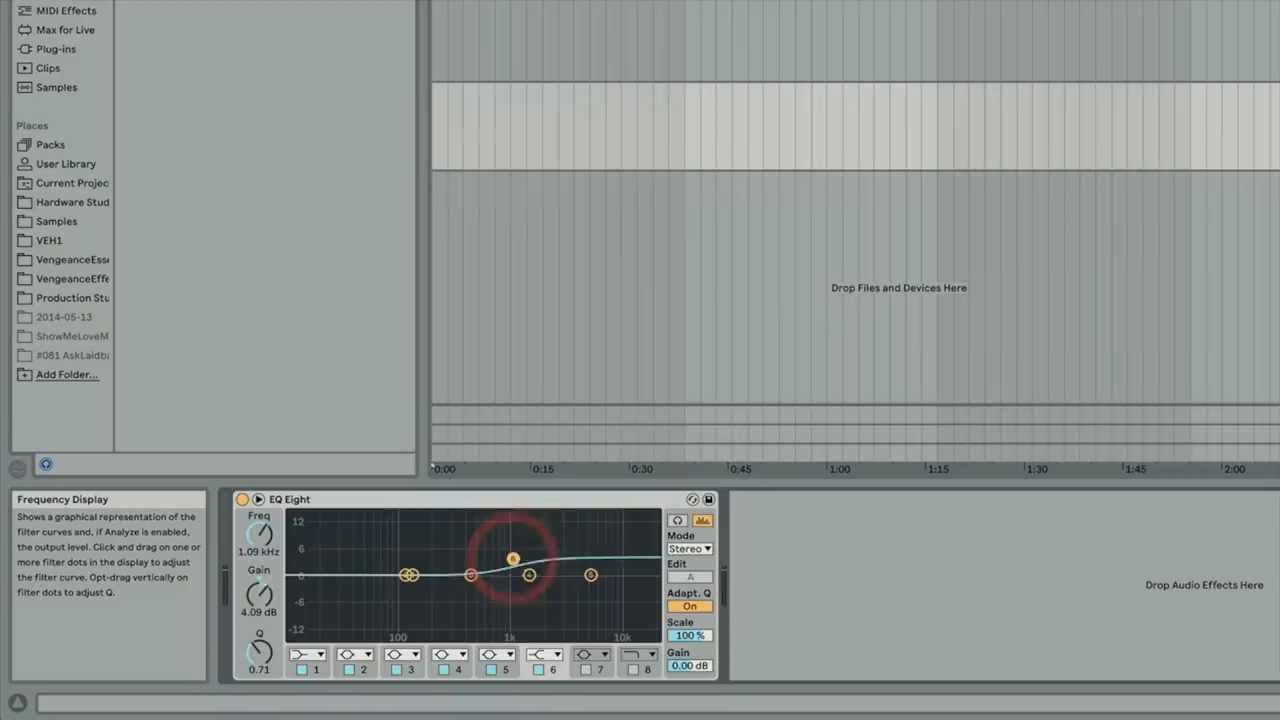 MIDI Effects
Max for Live
Plug-ins
Clips
Samples
Places
Packs
User Library
Current Projec
Hardware Stud
Samples
VEH1
VengeanceEsse
VengeanceEffe
Production Stu
2014-05-13
ShowMeLoveM
#081 AskLaidba
Add Folder...
Drop Files and Devices Here
0:00 0:15 0:30 0:45 1:00 1:15 1:30 1:45 2:00
Frequency Display
Shows a graphical representation of the
filter curves and, if Analyze is enabled,
the output level. Click and drag on one or
more filter dots in the display to adjust
the filter curve. Opt-drag vertically on
filter dots to adjust Q.
EQ Eight
Freq
1.09 kHz
Gain
4.09 dB
Q
0.71
12
6
0
-6
-12
100 1k 10k
3 6 4 5
1 2 3 4 5 6 7 8
Mode
Stereo
Edit
A
Adapt. Q
On
Scale
100 %
Gain
0.00 dB
Drop Audio Effects Here